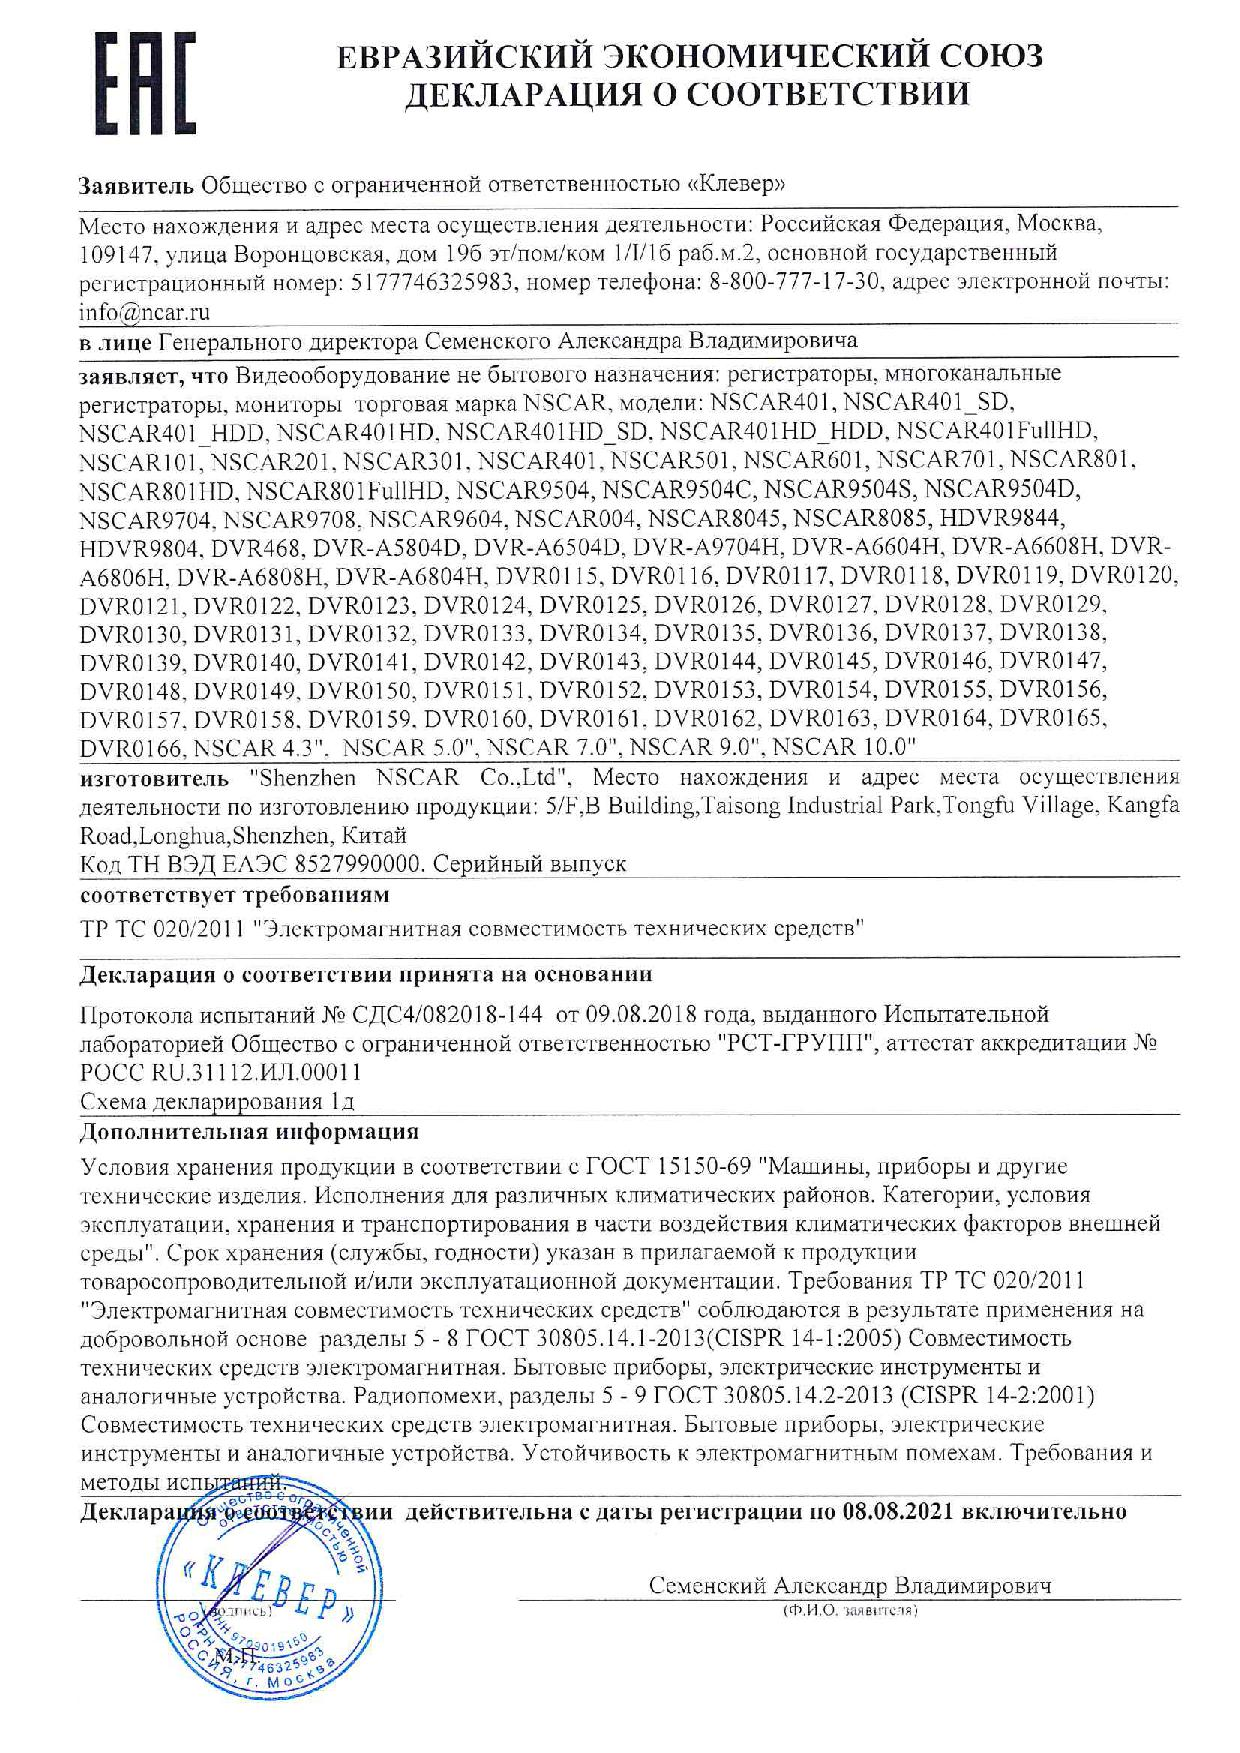 EAC
ЕВРАЗИЙСКИЙ ЭКОНОМИЧЕСКИЙ СОЮЗ
ДЕКЛАРАЦИЯ О СООТВЕТСТВИИ
Заявитель Общество с ограниченной ответственностью «Клевер»
Место нахождения и адрес места осуществления деятельности: Российская Федерация, Москва,
109147, улица Воронцовская, дом 19б эт/пом/ком 1/I/1б раб.м.2, основной государственный
регистрационный номер: 5177746325983, номер телефона: 8-800-777-17-30, адрес электронной почты:
info@ncar.ru
в лице Генерального директора Семенского Александра Владимировича
заявляет, что Видеооборудование не бытового назначения: регистраторы, многоканальные
регистраторы, мониторы торговая марка NSCAR, модели: NSCAR401, NSCAR401_SD,
NSCAR401_HDD, NSCAR401HD, NSCAR401HD_SD, NSCAR401HD_HDD, NSCAR401FullHD,
NSCAR101, NSCAR201, NSCAR301, NSCAR401, NSCAR501, NSCAR601, NSCAR701, NSCAR801,
NSCAR801HD, NSCAR801FullHD, NSCAR9504, NSCAR9504C, NSCAR9504S, NSCAR9504D,
NSCAR9704, NSCAR9708, NSCAR9604, NSCAR004, NSCAR8045, NSCAR8085, HDVR9844,
HDVR9804, DVR468, DVR-A5804D, DVR-A6504D, DVR-A9704H, DVR-A6604H, DVR-A6608H, DVR-
A6806H, DVR-A6808H, DVR-A6804H, DVR0115, DVR0116, DVR0117, DVR0118, DVR0119, DVR0120,
DVR0121, DVR0122, DVR0123, DVR0124, DVR0125, DVR0126, DVR0127, DVR0128, DVR0129,
DVR0130, DVR0131, DVR0132, DVR0133, DVR0134, DVR0135, DVR0136, DVR0137, DVR0138,
DVR0139, DVR0140, DVR0141, DVR0142, DVR0143, DVR0144, DVR0145, DVR0146, DVR0147,
DVR0148, DVR0149, DVR0150, DVR0151, DVR0152, DVR0153, DVR0154, DVR0155, DVR0156,
DVR0157, DVR0158, DVR0159, DVR0160, DVR0161, DVR0162, DVR0163, DVR0164, DVR0165,
DVR0166, NSCAR 4.3", NSCAR 5.0", NSCAR 7.0", NSCAR 9.0", NSCAR 10.0"
изготовитель "Shenzhen NSCAR Co.,Ltd", Место нахождения и адрес места осуществления
деятельности по изготовлению продукции: 5/F,B Building,Taisong Industrial Park,Tongfu Village, Kangfa
Road,Longhua,Shenzhen, Китай
Код ТН ВЭД ЕАЭС 8527990000. Серийный выпуск
соответствует требованиям
ТР ТС 020/2011 "Электромагнитная совместимость технических средств"
Декларация о соответствии принята на основании
Протокола испытаний № СДС4/082018-144 от 09.08.2018 года, выданного Испытательной
лабораторией Общество с ограниченной ответственностью "РСТ-ГРУПП", аттестат аккредитации №
РОСС RU.31112.ИЛ.00011
Схема декларирования 1д
Дополнительная информация
Условия хранения продукции в соответствии с ГОСТ 15150-69 "Машины, приборы и другие
технические изделия. Исполнения для различных климатических районов. Категории, условия
эксплуатации, хранения и транспортирования в части воздействия климатических факторов внешней
среды". Срок хранения (службы, годности) указан в прилагаемой к продукции
товаросопроводительной и/или эксплуатационной документации. Требования ТР ТС 020/2011
"Электромагнитная совместимость технических средств" соблюдаются в результате применения на
добровольной основе разделы 5 - 8 ГОСТ 30805.14.1-2013(CISPR 14-1:2005) Совместимость
технических средств электромагнитная. Бытовые приборы, электрические инструменты и
аналогичные устройства. Радиопомехи, разделы 5 - 9 ГОСТ 30805.14.2-2013 (CISPR 14-2:2001)
Совместимость технических средств электромагнитная. Бытовые приборы, электрические
инструменты и аналогичные устройства. Устойчивость к электромагнитным помехам. Требования и
методы испытаний.
Декларация о соответствии действительна с даты регистрации по 08.08.2021 включительно
Общество с ограниченной
ответственностью
«КЛЕВЕР»
ИНН 9709019150
ОГРН 5177746325983
РОССИЯ, г. Москва
(подпись)
М.П.
Семенский Александр Владимирович
(Ф.И.О. заявителя)